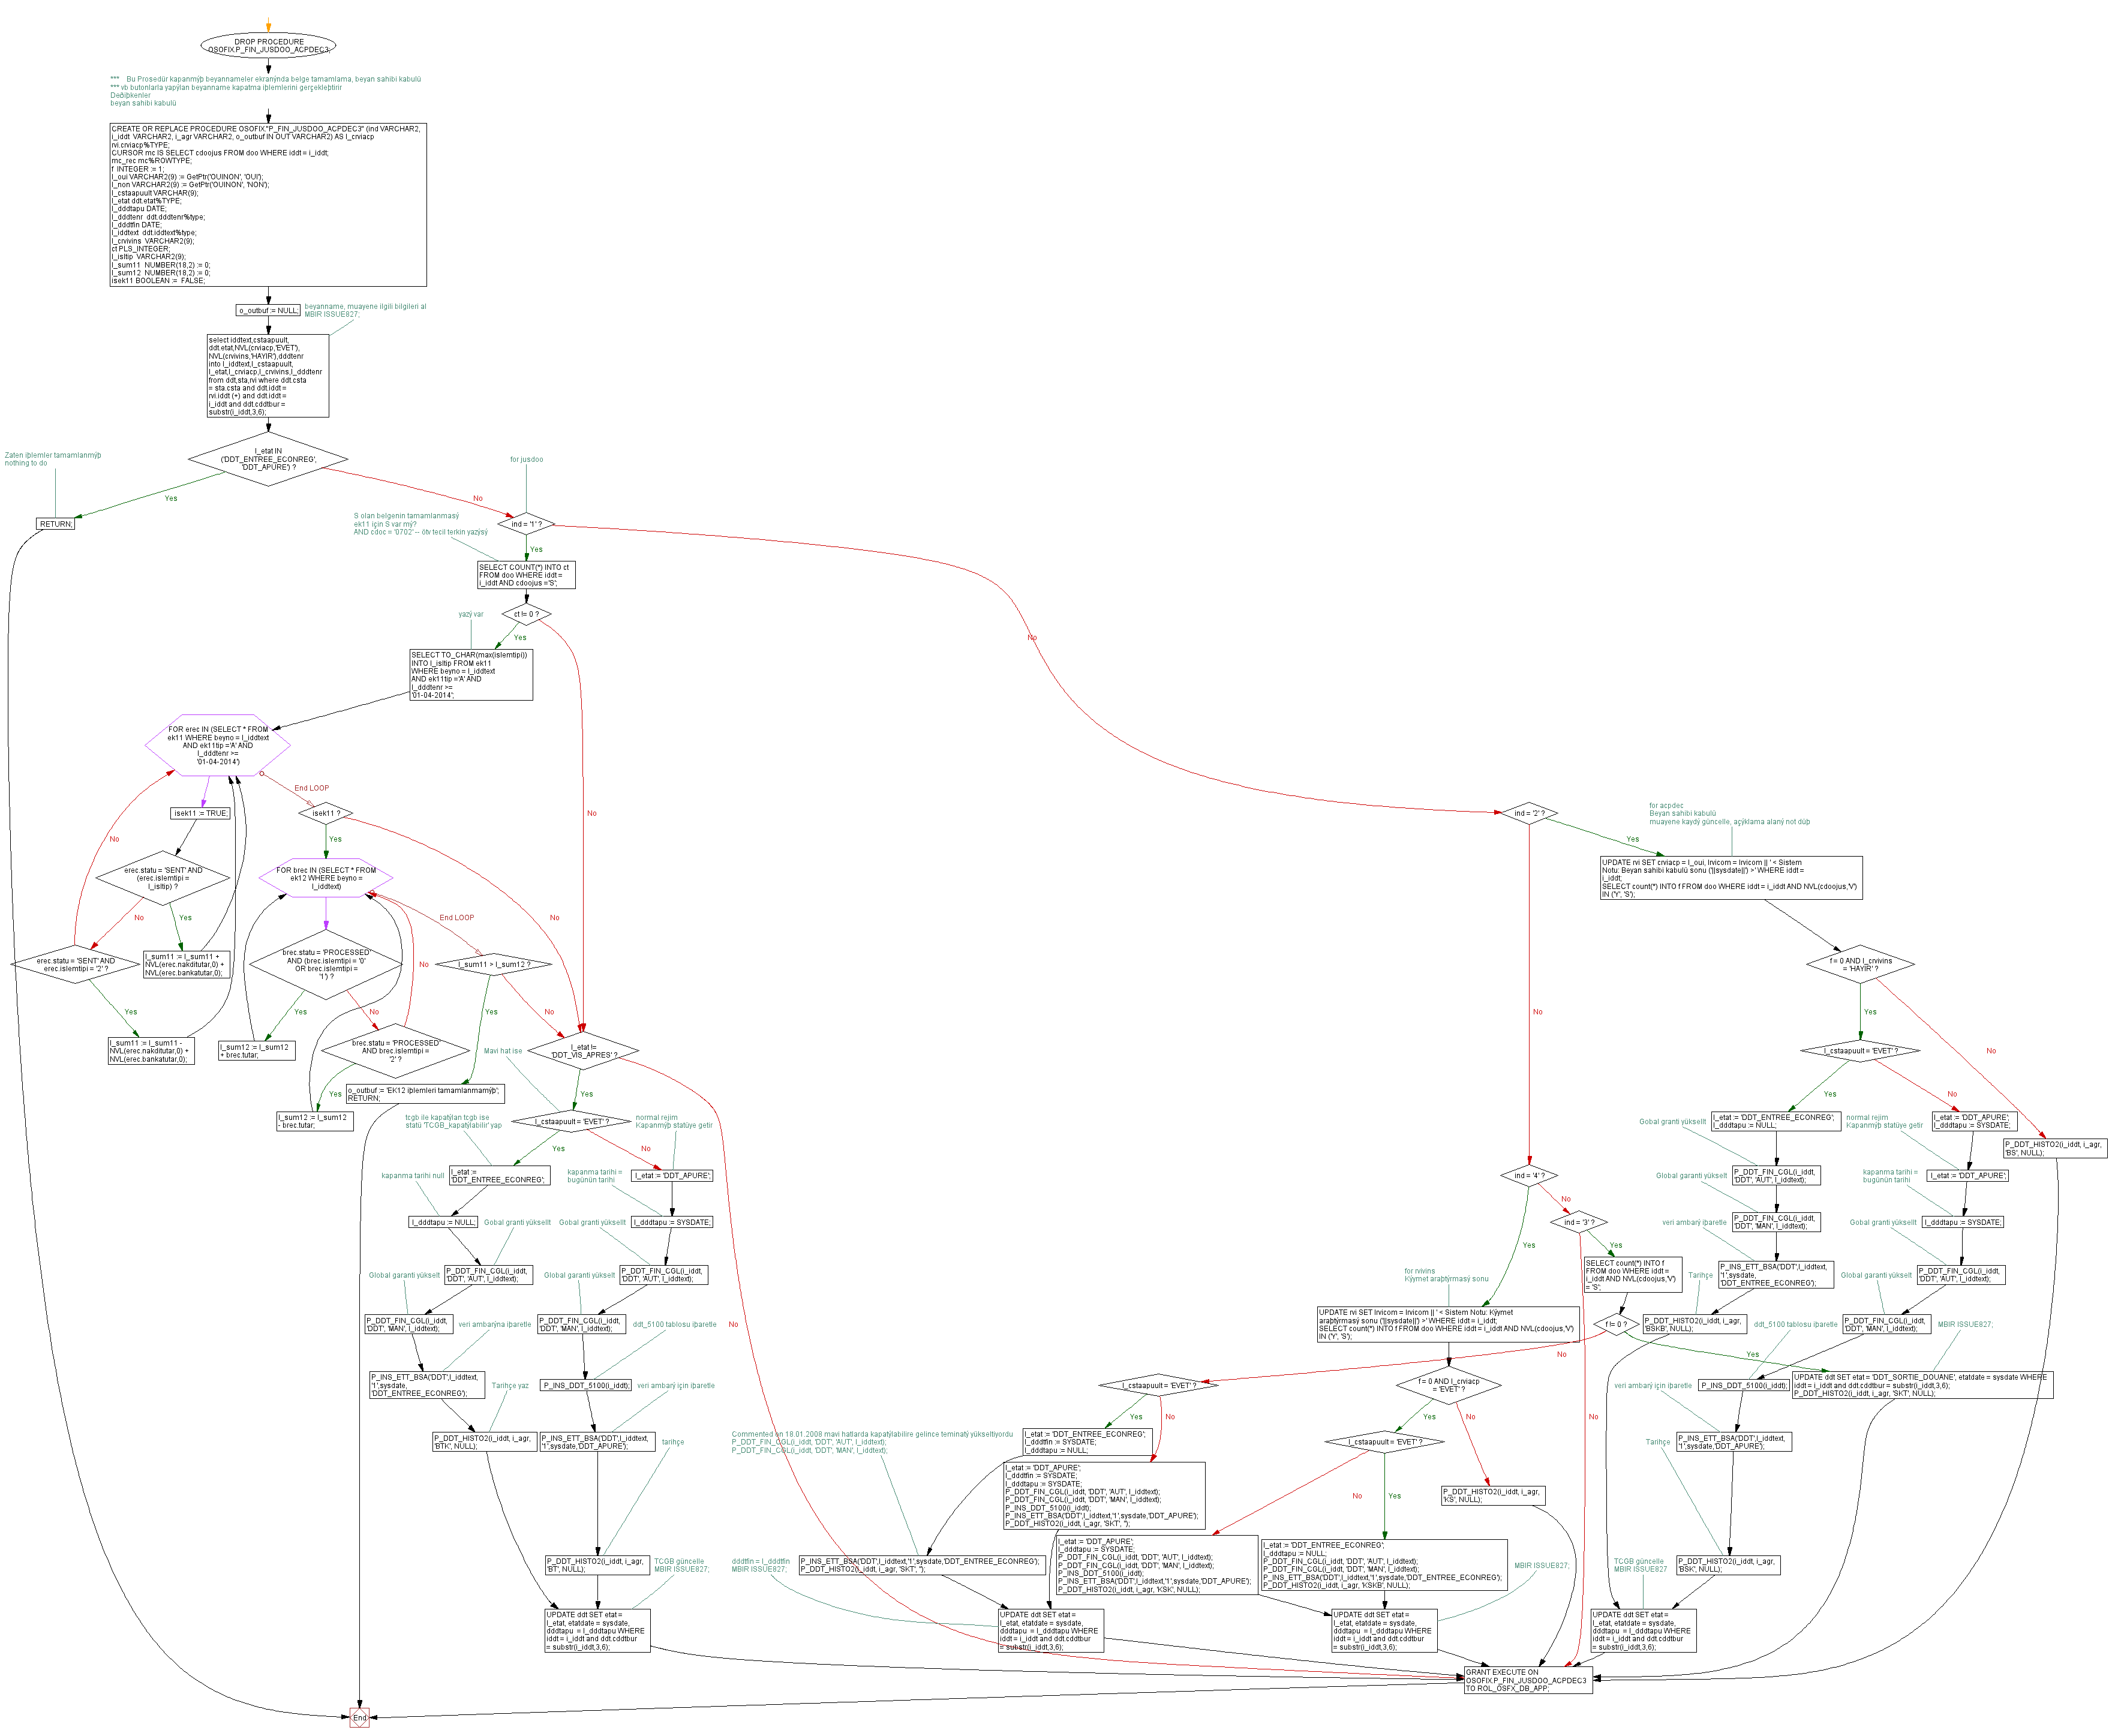 DROP PROCEDURE
OSOFIX.P_FIN_JUSDOO_ACPDEC3;
***    Bu Prosedür kapanmýþ beyannameler ekranýnda belge tamamlama, beyan sahibi kabulü
*** vb butonlarla yapýlan beyanname kapatma iþlemlerini gerçekleþtirir
Deðiþkenler
beyan sahibi kabulü
CREATE OR REPLACE PROCEDURE OSOFIX."P_FIN_JUSDOO_ACPDEC3" (ind VARCHAR2,
i_iddt  VARCHAR2, i_agr VARCHAR2, o_outbuf IN OUT VARCHAR2) AS l_crviacp
rvi.crviacp%TYPE;
CURSOR mc IS SELECT cdoojus FROM doo WHERE iddt = i_iddt;
mc_rec mc%ROWTYPE;
f  INTEGER := 1;
l_oui VARCHAR2(9) := GetPtr('OUINON', 'OUI');
l_non VARCHAR2(9) := GetPtr('OUINON', 'NON');
l_cstaapuult VARCHAR(9);
l_etat ddt.etat%TYPE;
l_dddtapu DATE;
l_dddtenr  ddt.dddtenr%type;
l_dddtfin DATE;
l_iddtext  ddt.iddtext%type;
l_crvivins  VARCHAR2(9);
ct PLS_INTEGER;
l_isltip  VARCHAR2(9);
l_sum11  NUMBER(18,2) := 0;
l_sum12  NUMBER(18,2) := 0;
isek11 BOOLEAN :=  FALSE;
o_outbuf := NULL;
beyanname, muayene ilgili bilgileri al
MBIR ISSUE827;
select iddtext,cstaapuult,
ddt.etat,NVL(crviacp,'EVET'),
NVL(crvivins,'HAYIR'),dddtenr
into l_iddtext,l_cstaapuult,
l_etat,l_crviacp,l_crvivins,l_dddtenr
from ddt,sta,rvi where ddt.csta
= sta.csta and ddt.iddt =
rvi.iddt (+) and ddt.iddt =
i_iddt and ddt.cddtbur =
substr(i_iddt,3,6);
l_etat IN
('DDT_ENTREE_ECONREG',
'DDT_APURE') ?
Zaten iþlemler tamamlanmýþ
nothing to do
Yes
No
RETURN;
for jusdoo
ind = '1' ?
S olan belgenin tamamlanmasý
ek11 için S var mý?
AND cdoc = '0702' -- ötv tecil terkin yazýsý
Yes
No
SELECT COUNT(*) INTO ct
FROM doo WHERE iddt =
i_iddt AND cdoojus ='S';
ct != 0 ?
yazý var
Yes
No
SELECT TO_CHAR(max(islemtipi))
INTO l_isltip FROM ek11
WHERE beyno = l_iddtext
AND ek11tip ='A' AND
l_dddtenr >=
'01-04-2014';
FOR erec IN (SELECT * FROM
ek11 WHERE beyno = l_iddtext
AND ek11tip ='A' AND
l_dddtenr >=
'01-04-2014')
End LOOP
isek11 := TRUE;
erec.statu = 'SENT' AND
(erec.islemtipi =
l_isltip) ?
No
Yes
No
l_sum11 := l_sum11 +
NVL(erec.nakditutar,0) +
NVL(erec.bankatutar,0);
erec.statu = 'SENT' AND
erec.islemtipi = '2' ?
Yes
l_sum11 := l_sum11 -
NVL(erec.nakditutar,0) +
NVL(erec.bankatutar,0);
isek11 ?
Yes
No
FOR brec IN (SELECT * FROM
ek12 WHERE beyno =
l_iddtext)
End LOOP
brec.statu = 'PROCESSED'
AND (brec.islemtipi = '0'
OR brec.islemtipi =
'1') ?
Yes
No
No
l_sum12 := l_sum12
+ brec.tutar;
brec.statu = 'PROCESSED'
AND brec.islemtipi =
'2' ?
Yes
l_sum12 := l_sum12
- brec.tutar;
l_sum11 > l_sum12 ?
Yes
No
o_outbuf := 'EK12 iþlemleri tamamlanmamýþ';
RETURN;
l_etat !=
'DDT_VIS_APRES' ?
Mavi hat ise
Yes
No
l_cstaapuult = 'EVET' ?
tcgb ile kapatýlan tcgb ise
statü 'TCGB_kapatýlabilir' yap
normal rejim
Kapanmýþ statüye getir
Yes
No
l_etat :=
'DDT_ENTREE_ECONREG';
kapanma tarihi null
l_dddtapu := NULL;
Gobal granti yüksellt
P_DDT_FIN_CGL(i_iddt,
'DDT', 'AUT', l_iddtext);
Global garanti yükselt
P_DDT_FIN_CGL(i_iddt,
'DDT', 'MAN', l_iddtext);
veri ambarýna iþaretle
P_INS_ETT_BSA('DDT',l_iddtext,
'1',sysdate,
'DDT_ENTREE_ECONREG');
Tarihçe yaz
P_DDT_HISTO2(i_iddt, i_agr,
'BTK', NULL);
l_etat := 'DDT_APURE';
kapanma tarihi =
bugünün tarihi
l_dddtapu := SYSDATE;
Gobal granti yüksellt
P_DDT_FIN_CGL(i_iddt,
'DDT', 'AUT', l_iddtext);
Global garanti yükselt
P_DDT_FIN_CGL(i_iddt,
'DDT', 'MAN', l_iddtext);
ddt_5100 tablosu iþaretle
P_INS_DDT_5100(i_iddt);
veri ambarý için iþaretle
P_INS_ETT_BSA('DDT',l_iddtext,
'1',sysdate,'DDT_APURE');
tarihçe
P_DDT_HISTO2(i_iddt, i_agr,
'BT', NULL);
TCGB güncelle
MBIR ISSUE827;
UPDATE ddt SET etat =
l_etat, etatdate = sysdate,
dddtapu  = l_dddtapu WHERE
iddt = i_iddt and ddt.cddtbur
= substr(i_iddt,3,6);
ind = '2' ?
for acpdec
Beyan sahibi kabulü
muayene kaydý güncelle, açýklama alaný not düþ
Yes
No
UPDATE rvi SET crviacp = l_oui, lrvicom = lrvicom || ' < Sistem
Notu: Beyan sahibi kabulü sonu ('||sysdate||') >' WHERE iddt =
i_iddt;
SELECT count(*) INTO f FROM doo WHERE iddt = i_iddt AND NVL(cdoojus,'V')
IN ('Y', 'S');
f = 0 AND l_crvivins
= 'HAYIR' ?
Yes
No
l_cstaapuult = 'EVET' ?
Yes
No
l_etat := 'DDT_ENTREE_ECONREG';
l_dddtapu := NULL;
Gobal granti yüksellt
P_DDT_FIN_CGL(i_iddt,
'DDT', 'AUT', l_iddtext);
Global garanti yükselt
P_DDT_FIN_CGL(i_iddt,
'DDT', 'MAN', l_iddtext);
veri ambarý iþaretle
P_INS_ETT_BSA('DDT',l_iddtext,
'1',sysdate,
'DDT_ENTREE_ECONREG');
Tarihçe
P_DDT_HISTO2(i_iddt, i_agr,
'BSKB', NULL);
l_etat := 'DDT_APURE';
l_dddtapu := SYSDATE;
normal rejim
Kapanmýþ statüye getir
l_etat := 'DDT_APURE';
kapanma tarihi =
bugünün tarihi
l_dddtapu := SYSDATE;
Gobal granti yüksellt
P_DDT_FIN_CGL(i_iddt,
'DDT', 'AUT', l_iddtext);
Global garanti yükselt
P_DDT_FIN_CGL(i_iddt,
'DDT', 'MAN', l_iddtext);
ddt_5100 tablosu iþaretle
P_INS_DDT_5100(i_iddt);
veri ambarý için iþaretle
P_INS_ETT_BSA('DDT',l_iddtext,
'1',sysdate,'DDT_APURE');
Tarihçe
P_DDT_HISTO2(i_iddt, i_agr,
'BSK', NULL);
P_DDT_HISTO2(i_iddt, i_agr,
'BS', NULL);
TCGB güncelle
MBIR ISSUE827
UPDATE ddt SET etat =
l_etat, etatdate = sysdate,
dddtapu  = l_dddtapu WHERE
iddt = i_iddt and ddt.cddtbur
= substr(i_iddt,3,6);
ind = '4' ?
Yes
No
for rvivins
Kýymet araþtýrmasý sonu
UPDATE rvi SET lrvicom = lrvicom || ' < Sistem Notu: Kýymet
araþtýrmasý sonu ('||sysdate||') >' WHERE iddt = i_iddt;
SELECT count(*) INTO f FROM doo WHERE iddt = i_iddt AND NVL(cdoojus,'V')
IN ('Y', 'S');
f = 0 AND l_crviacp
= 'EVET' ?
Yes
No
l_cstaapuult = 'EVET' ?
No
Yes
P_DDT_HISTO2(i_iddt, i_agr,
'KS', NULL);
l_etat := 'DDT_APURE';
l_dddtapu := SYSDATE;
P_DDT_FIN_CGL(i_iddt, 'DDT', 'AUT', l_iddtext);
P_DDT_FIN_CGL(i_iddt, 'DDT', 'MAN', l_iddtext);
P_INS_DDT_5100(i_iddt);
P_INS_ETT_BSA('DDT',l_iddtext,'1',sysdate,'DDT_APURE');
P_DDT_HISTO2(i_iddt, i_agr, 'KSK', NULL);
l_etat := 'DDT_ENTREE_ECONREG';
l_dddtapu := NULL;
P_DDT_FIN_CGL(i_iddt, 'DDT', 'AUT', l_iddtext);
P_DDT_FIN_CGL(i_iddt, 'DDT', 'MAN', l_iddtext);
P_INS_ETT_BSA('DDT',l_iddtext,'1',sysdate,'DDT_ENTREE_ECONREG');
P_DDT_HISTO2(i_iddt, i_agr, 'KSKB', NULL);
MBIR ISSUE827;
UPDATE ddt SET etat =
l_etat, etatdate = sysdate,
dddtapu  = l_dddtapu WHERE
iddt = i_iddt and ddt.cddtbur
= substr(i_iddt,3,6);
ind = '3' ?
Yes
No
SELECT count(*) INTO f
FROM doo WHERE iddt =
i_iddt AND NVL(cdoojus,'V')
= 'S';
f != 0 ?
No
Yes
MBIR ISSUE827;
UPDATE ddt SET etat = 'DDT_SORTIE_DOUANE', etatdate = sysdate WHERE
iddt = i_iddt and ddt.cddtbur = substr(i_iddt,3,6);
P_DDT_HISTO2(i_iddt, i_agr, 'SKT', NULL);
l_cstaapuult = 'EVET' ?
Yes
No
l_etat := 'DDT_ENTREE_ECONREG';
l_dddtfin := SYSDATE;
l_dddtapu := NULL;
Commented on 18.01.2008 mavi hatlarda kapatýlabilire gelince teminatý yükseltiyordu
P_DDT_FIN_CGL(i_iddt, 'DDT', 'AUT', l_iddtext);
P_DDT_FIN_CGL(i_iddt, 'DDT', 'MAN', l_iddtext);
l_etat := 'DDT_APURE';
l_dddtfin := SYSDATE;
l_dddtapu := SYSDATE;
P_DDT_FIN_CGL(i_iddt, 'DDT', 'AUT', l_iddtext);
P_DDT_FIN_CGL(i_iddt, 'DDT', 'MAN', l_iddtext);
P_INS_DDT_5100(i_iddt);
P_INS_ETT_BSA('DDT',l_iddtext,'1',sysdate,'DDT_APURE');
P_DDT_HISTO2(i_iddt, i_agr, 'SKT', '');
P_INS_ETT_BSA('DDT',l_iddtext,'1',sysdate,'DDT_ENTREE_ECONREG');
P_DDT_HISTO2(i_iddt, i_agr, 'SKT', '');
dddtfin = l_dddtfin
MBIR ISSUE827;
UPDATE ddt SET etat =
l_etat, etatdate = sysdate,
dddtapu  = l_dddtapu WHERE
iddt = i_iddt and ddt.cddtbur
= substr(i_iddt,3,6);
GRANT EXECUTE ON
OSOFIX.P_FIN_JUSDOO_ACPDEC3
TO ROL_OSFX_DB_APP;
End